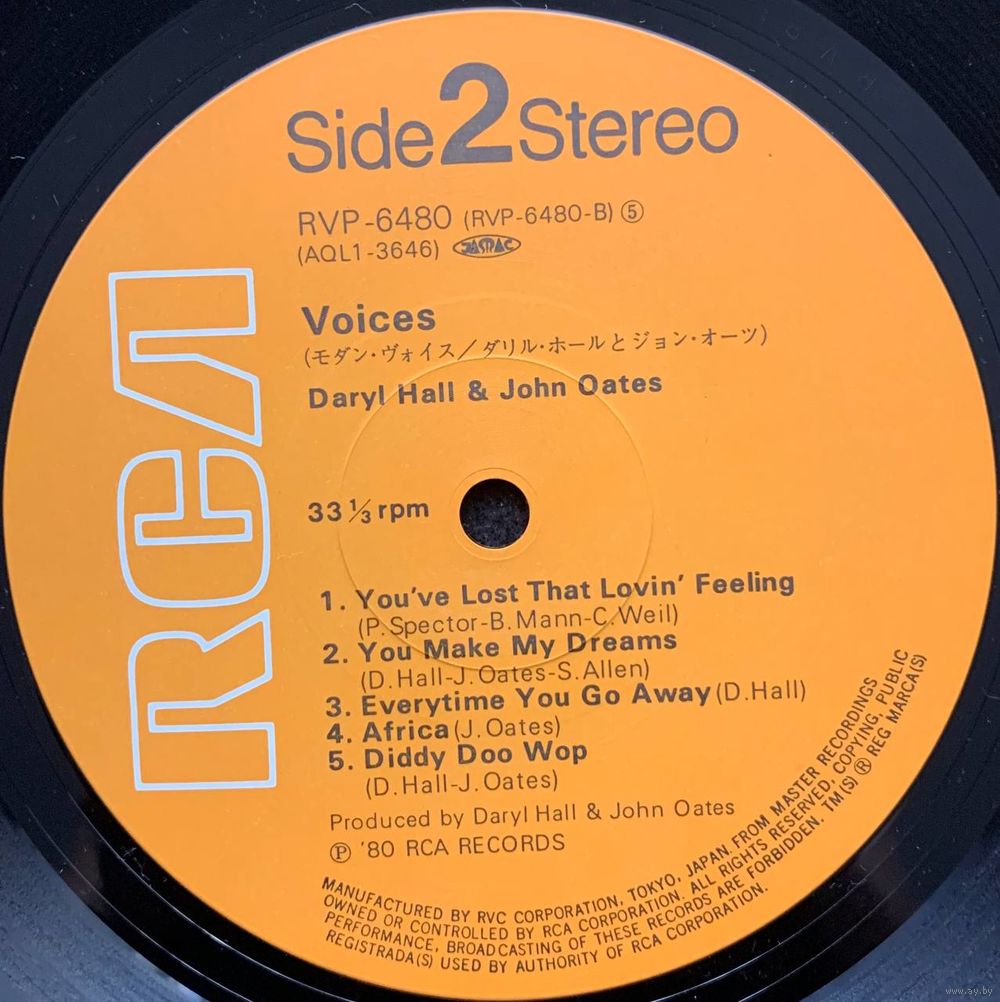 Side 2 Stereo
RVP-6480 (RVP-6480-B) ⑤
(AQL1-3646) JASRAC
Voices
(モダン・ヴォイス／ダリル・ホールとジョン・オーツ)
Daryl Hall & John Oates
33 ⅓ rpm
1. You've Lost That Lovin' Feeling
(P. Spector-B. Mann-C. Weil)
2. You Make My Dreams
(D. Hall-J. Oates-S. Allen)
3. Everytime You Go Away (D. Hall)
4. Africa (J. Oates)
5. Diddy Doo Wop
(D. Hall-J. Oates)
Produced by Daryl Hall & John Oates
℗ '80 RCA RECORDS
MANUFACTURED BY RVC CORPORATION, TOKYO, JAPAN. FROM MASTER RECORDINGS
OWNED OR CONTROLLED BY RCA CORPORATION. ALL RIGHTS RESERVED, COPYING, PUBLIC
PERFORMANCE, BROADCASTING OF THESE RECORDS ARE FORBIDDEN. TM(S) ® REG MARCA(S)
REGISTRADA(S) USED BY AUTHORITY OF RCA CORPORATION.
RCA
www.ay.by